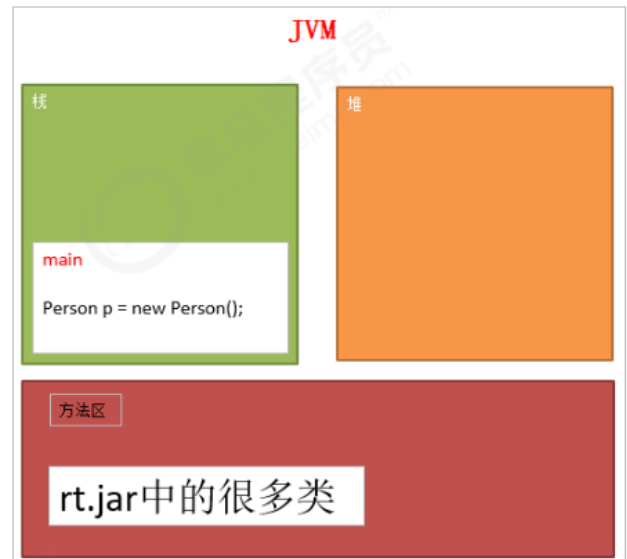 JVM
栈
堆
main
Person p = new Person();
方法区
rt.jar中的很多类